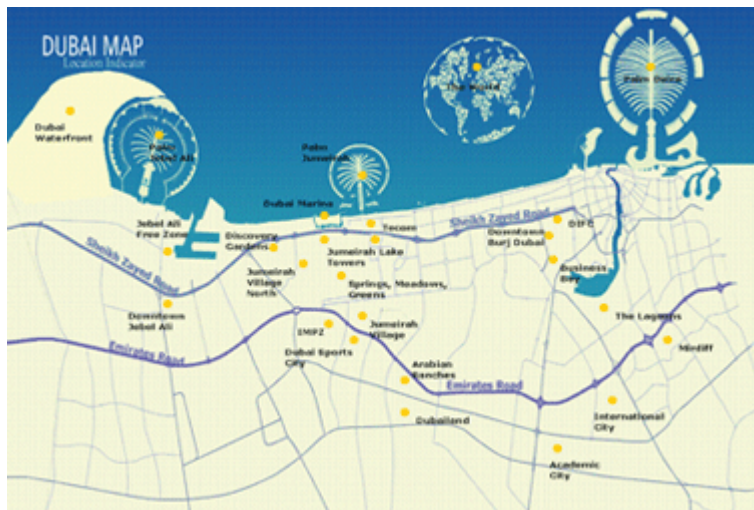 DUBAI MAP
Location Indicator
Dubai
Waterfront
Palm
Jebel Ali
Palm
Jumeirah
The World
Palm Deira
Dubai Marina
Jebel Ali
Free Zone
Discovery
Gardens
Tecom
Sheikh Zayed Road
DIFC
Downtown
Burj Dubai
Jumeirah Lake
Towers
Sheikh Zayed Road
Jumeirah
Village
North
Springs, Meadows,
Greens
Business
Bay
Downtown
Jebel Ali
The Lagoons
IMPZ
Jumeirah
Village
Mirdiff
Emirates Road
Dubai Sports
City
Arabian
Ranches
Emirates Road
Dubailand
International
City
Academic
City